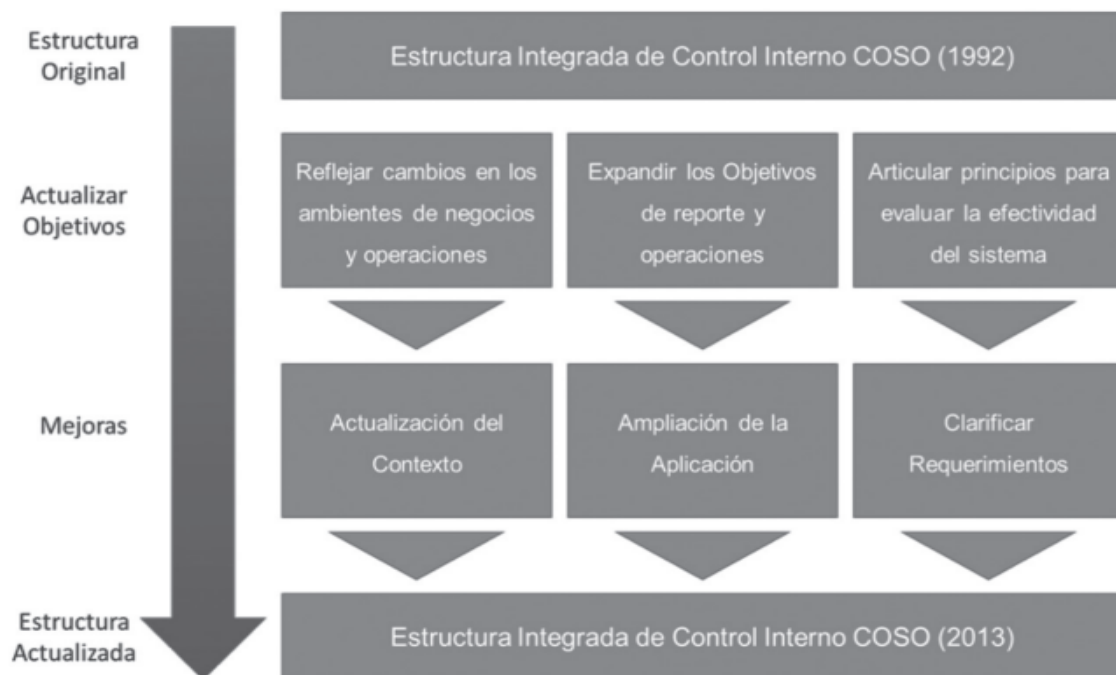 Estructura
Original
Estructura Integrada de Control Interno COSO (1992)
Actualizar
Objetivos
Reflejar cambios en los
ambientes de negocios
y operaciones
Expandir los Objetivos
de reporte y
operaciones
Articular principios para
evaluar la efectividad
del sistema
Mejoras
Actualización del
Contexto
Ampliación de la
Aplicación
Clarificar
Requerimientos
Estructura
Actualizada
Estructura Integrada de Control Interno COSO (2013)